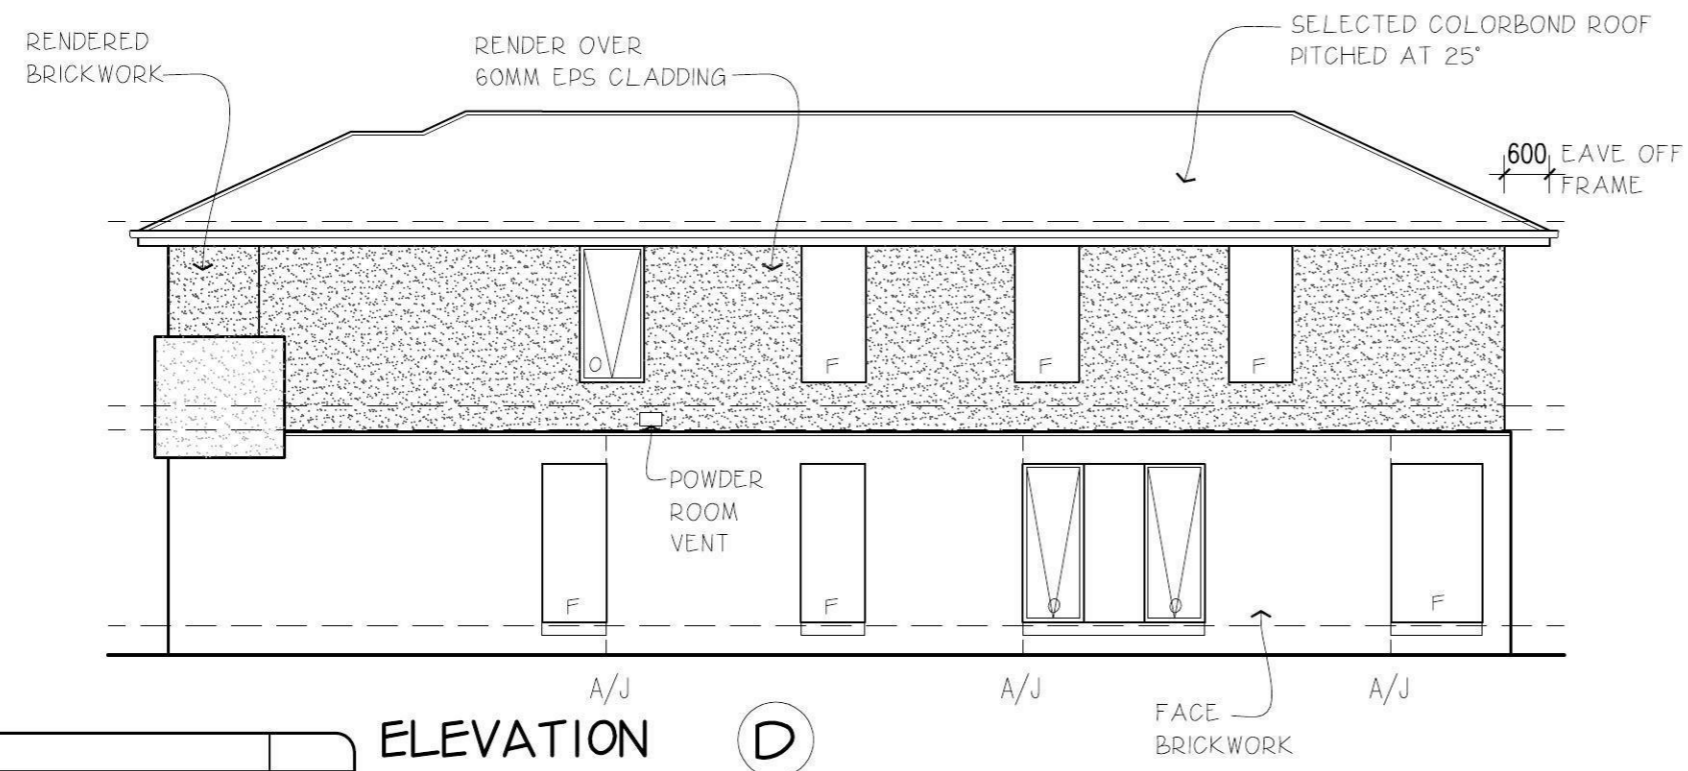 RENDERED
BRICKWORK
RENDER OVER
60MM EPS CLADDING
SELECTED COLORBOND ROOF
PITCHED AT 25°
600 EAVE OFF
FRAME
O
F
F
F
POWDER
ROOM
VENT
F
F
O
O
F
A/J
A/J
A/J
FACE
BRICKWORK
ELEVATION D